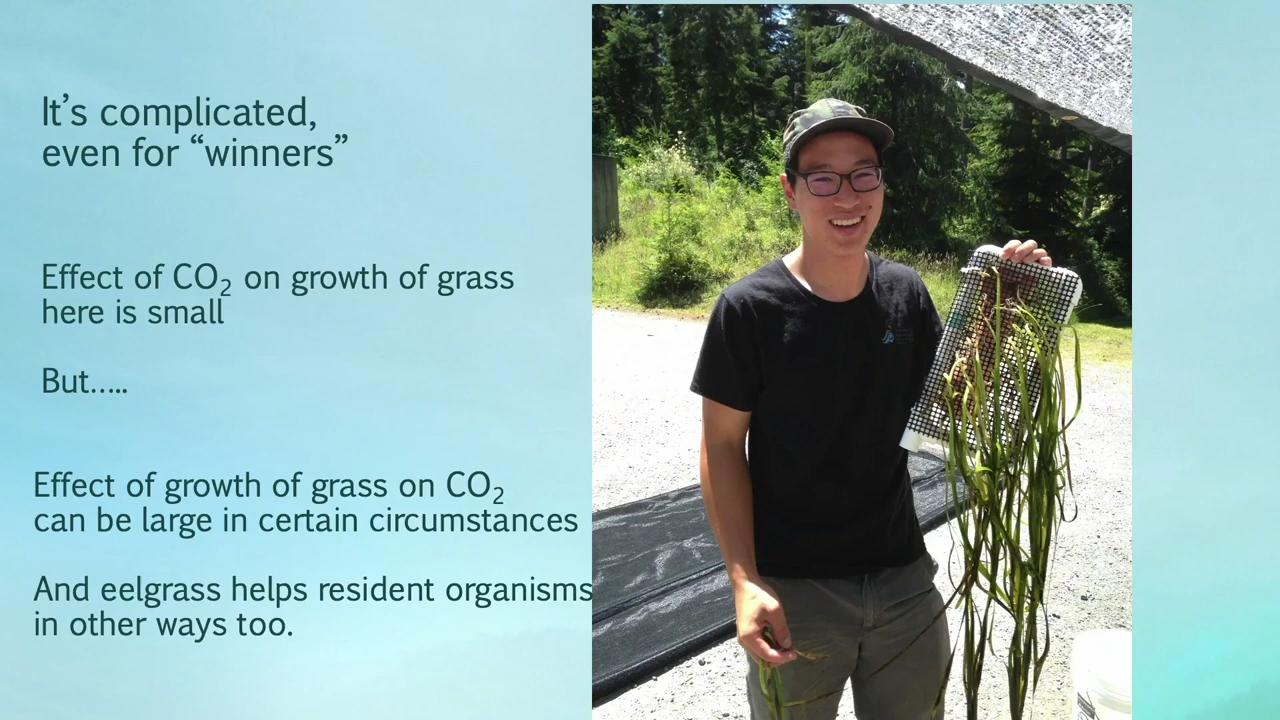 It’s complicated,
even for “winners”
Effect of CO₂ on growth of grass
here is small
But.....
Effect of growth of grass on CO₂
can be large in certain circumstances
And eelgrass helps resident organisms
in other ways too.